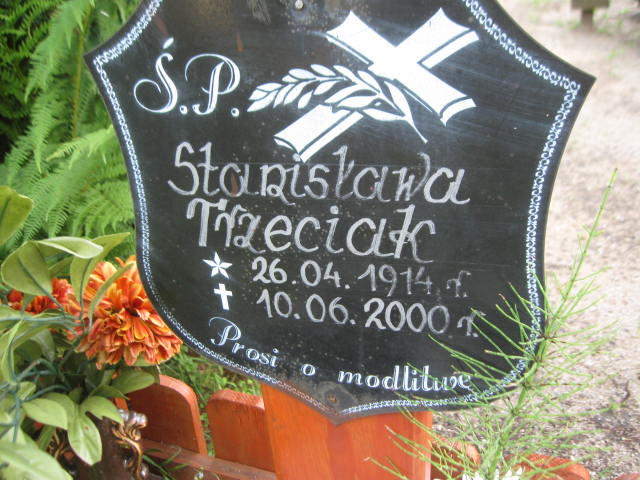 Ś.P.
Stanisława
Trzeciak
26.04.1914.r.
10.06.2000 r.
Prosi o modlitwę